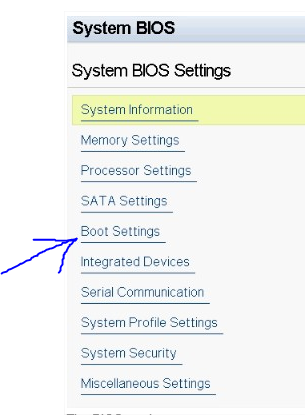 System BIOS
System BIOS Settings
System Information
Memory Settings
Processor Settings
SATA Settings
Boot Settings
Integrated Devices
Serial Communication
System Profile Settings
System Security
Miscellaneous Settings